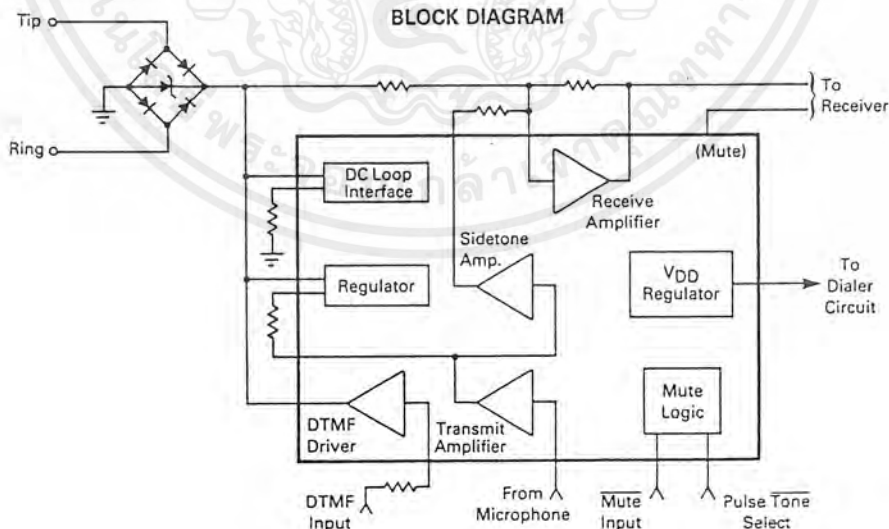 BLOCK DIAGRAM
Tip
Ring
To
Receiver
(Mute)
DC Loop
Interface
Receive
Amplifier
Sidetone
Amp.
Regulator
VDD
Regulator
To
Dialer
Circuit
DTMF
Driver
Transmit
Amplifier
Mute
Logic
DTMF
Input
From
Microphone
Mute
Input
Pulse Tone
Select